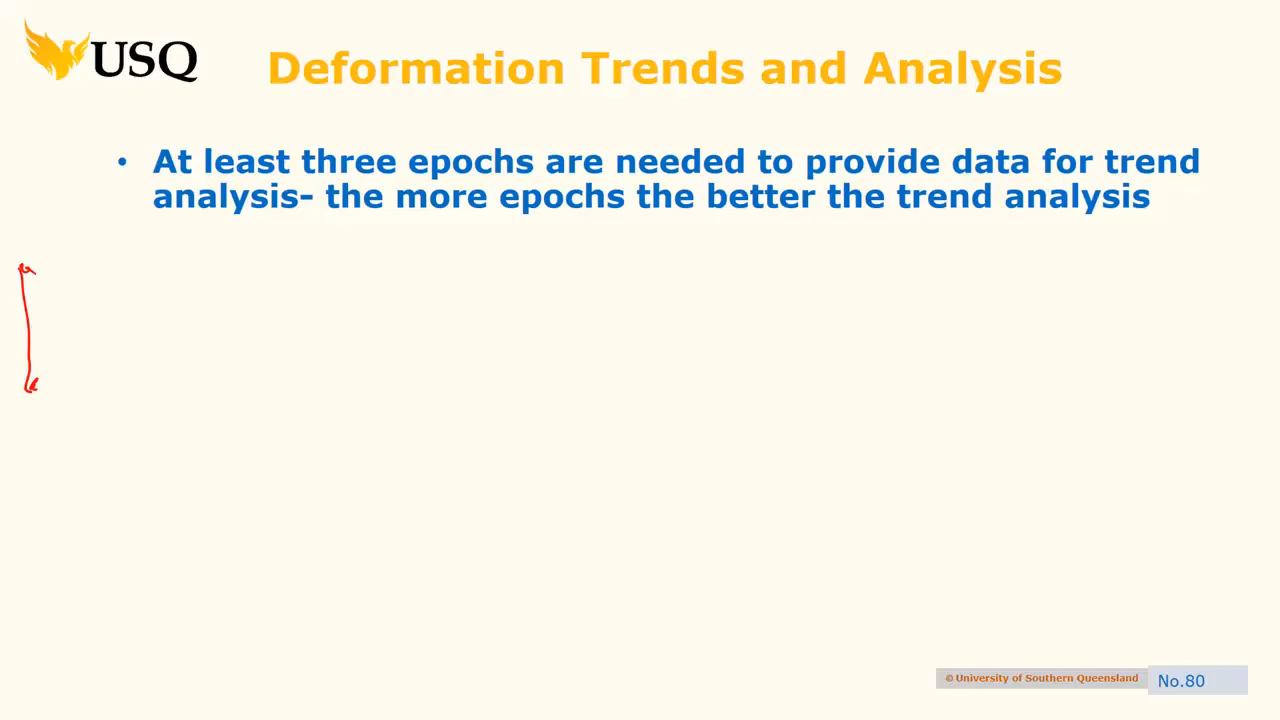 USQ
Deformation Trends and Analysis
• At least three epochs are needed to provide data for trend
analysis- the more epochs the better the trend analysis
© University of Southern Queensland
No.80